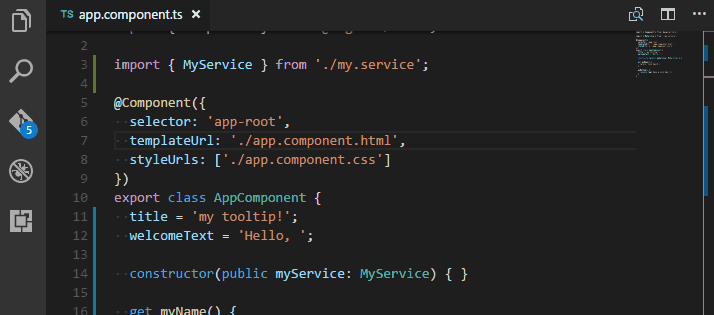 TS app.component.ts ×
2
3 import { MyService } from './my.service';
4
5 @Component({
6 selector: 'app-root',
7 templateUrl: './app.component.html',
8 styleUrls: ['./app.component.css']
9 })
10 export class AppComponent {
11 title = 'my tooltip!';
12 welcomeText = 'Hello, ';
13
14 constructor(public myService: MyService) { }
15
16 get myName() {
5